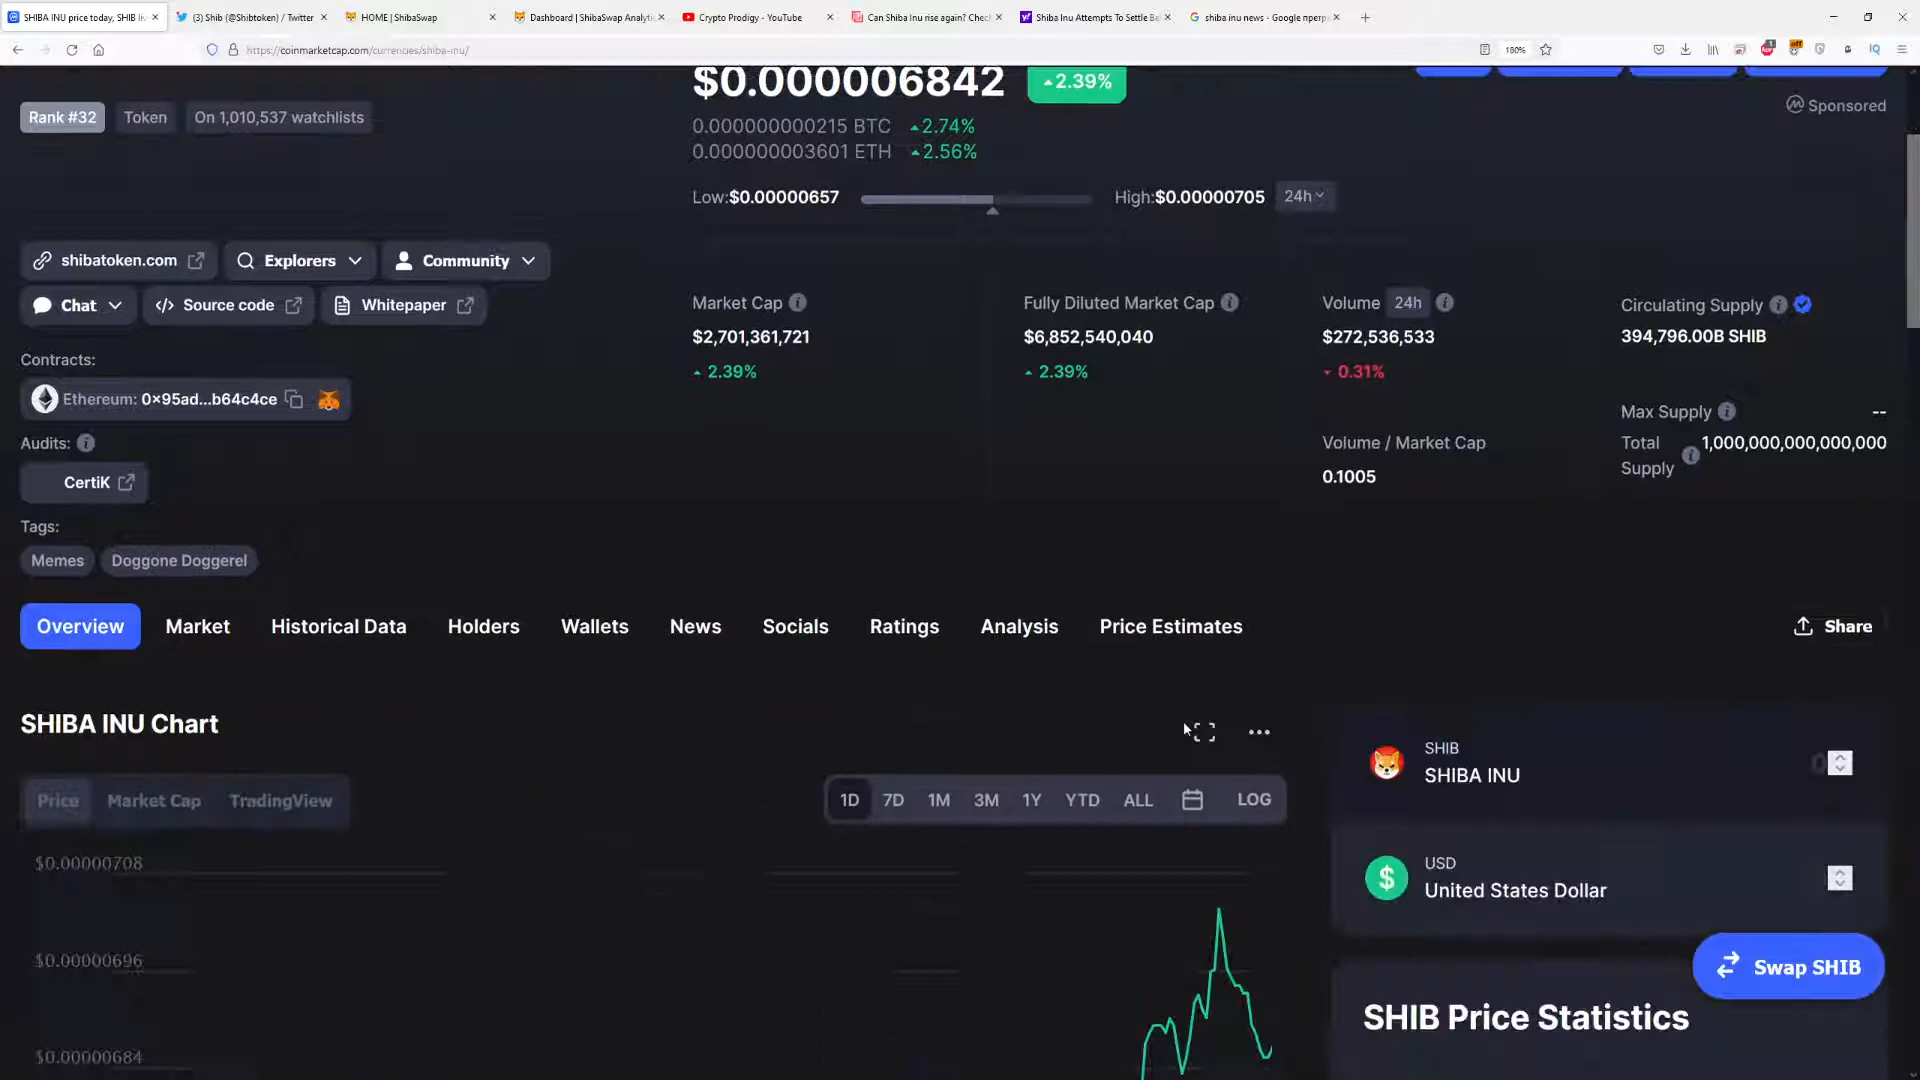 SHIBA INU price today, SHIB liv
(3) Shib (@Shibtoken) / Twitter
HOME | ShibaSwap
Dashboard | ShibaSwap Analytic
Crypto Prodigy - YouTube
Can Shiba Inu rise again? Check
Shiba Inu Attempts To Settle Be
shiba inu news - Google претра
https://coinmarketcap.com/currencies/shiba-inu/
180%
$0.000006842
2.39%
Rank #32
Token
On 1,010,537 watchlists
Sponsored
0.000000000215 BTC
2.74%
0.000000003601 ETH
2.56%
Low:$0.00000657
High:$0.00000705
24h
shibatoken.com
Explorers
Community
Chat
Source code
Whitepaper
Market Cap
$2,701,361,721
2.39%
Fully Diluted Market Cap
$6,852,540,040
2.39%
Volume 24h
$272,536,533
0.31%
Volume / Market Cap
0.1005
Circulating Supply
394,796.00B SHIB
Max Supply
--
Total
Supply
1,000,000,000,000,000
Contracts:
Ethereum: 0x95ad...b64c4ce
Audits:
CertiK
Tags:
Memes
Doggone Doggerel
Overview
Market
Historical Data
Holders
Wallets
News
Socials
Ratings
Analysis
Price Estimates
Share
SHIBA INU Chart
Price
Market Cap
TradingView
1D
7D
1M
3M
1Y
YTD
ALL
LOG
$0.00000708
$0.00000696
$0.00000684
SHIB
SHIBA INU
USD
United States Dollar
Swap SHIB
SHIB Price Statistics